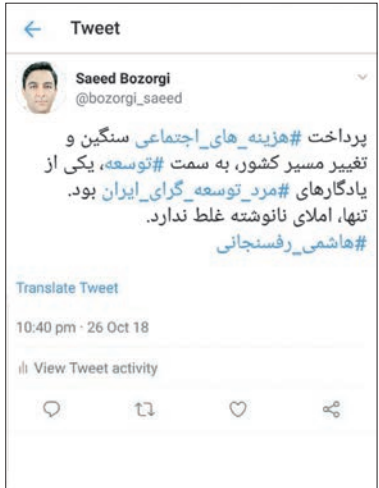 Tweet
Saeed Bozorgi
@bozorgi_saeed
پرداخت #هزینه_های_اجتماعی سنگین و
تغییر مسیر کشور، به سمت #توسعه، یکی از
یادگارهای #مرد_توسعه_گرای_ایران بود.
تنها، املای نانوشته غلط ندارد.
#هاشمی_رفسنجانی
Translate Tweet
10:40 pm · 26 Oct 18
View Tweet activity